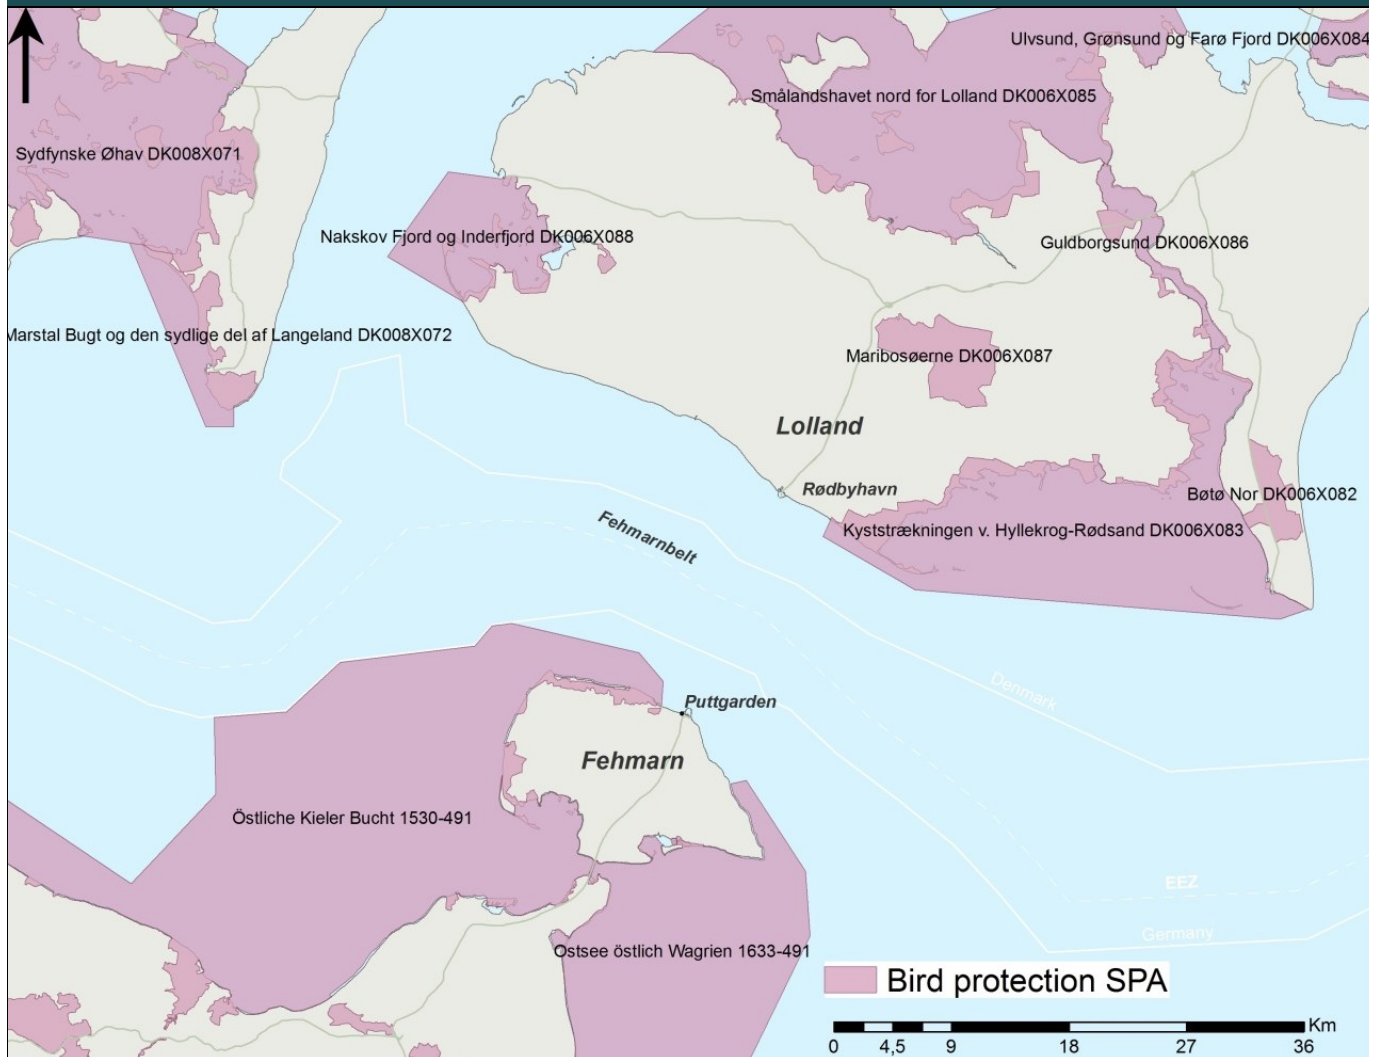 Ulvsund, Grønsund og Farø Fjord DK006X084
Smålandshavet nord for Lolland DK006X085
Sydfynske Øhav DK008X071
Nakskov Fjord og Inderfjord DK006X088
Guldborgsund DK006X086
Marstal Bugt og den sydlige del af Langeland DK008X072
Maribosøerne DK006X087
Lolland
Rødbyhavn
Bøtø Nor DK006X082
Fehmarnbelt
Kyststrækningen v. Hyllekrog-Rødsand DK006X083
Denmark
Puttgarden
Fehmarn
Östliche Kieler Bucht 1530-491
EEZ
Germany
Ostsee östlich Wagrien 1633-491
Bird protection SPA
Km
0 4,5 9 18 27 36